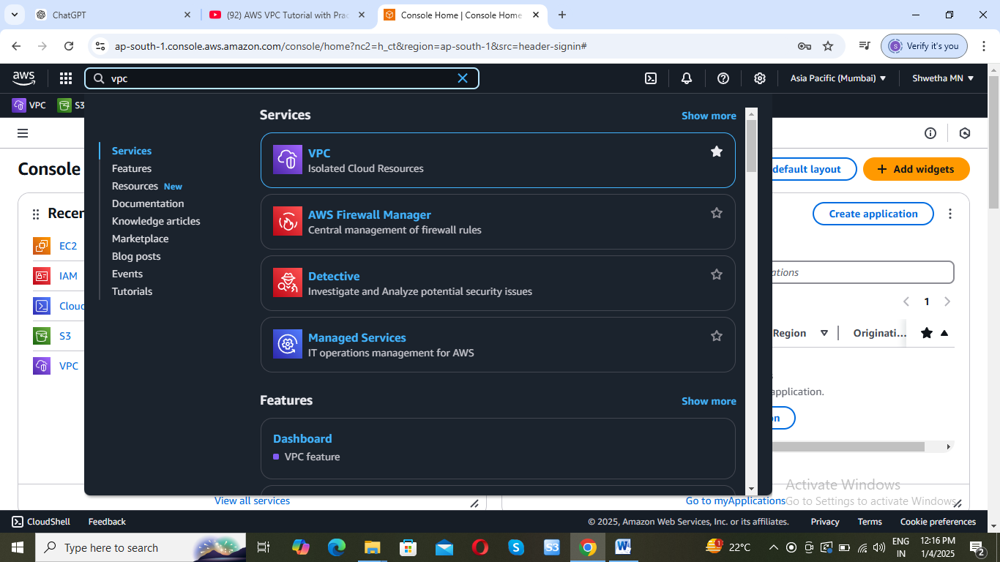 ChatGPT
(92) AWS VPC Tutorial with Prac
Console Home | Console Home
ap-south-1.console.aws.amazon.com/console/home?nc2=h_ct&region=ap-south-1&src=header-signin#
Verify it's you
aws
vpc
Asia Pacific (Mumbai)
Shwetha MN
VPC
S3
Services
Show more
Services
Features
Resources New
Documentation
Knowledge articles
Marketplace
Blog posts
Events
Tutorials
VPC
Isolated Cloud Resources
AWS Firewall Manager
Central management of firewall rules
Detective
Investigate and Analyze potential security issues
Managed Services
IT operations management for AWS
Features
Show more
Dashboard
VPC feature
Console
default layout
Add widgets
Recen
EC2
IAM
Cloud
S3
VPC
View all services
Create application
ations
1
Region
Originati...
application.
on
Go to myApplications
Activate Windows
Go to Settings to activate Windows.
CloudShell
Feedback
© 2025, Amazon Web Services, Inc. or its affiliates.
Privacy
Terms
Cookie preferences
Type here to search
S3
1
22°C
ENG
IN
12:16 PM
1/4/2025
2